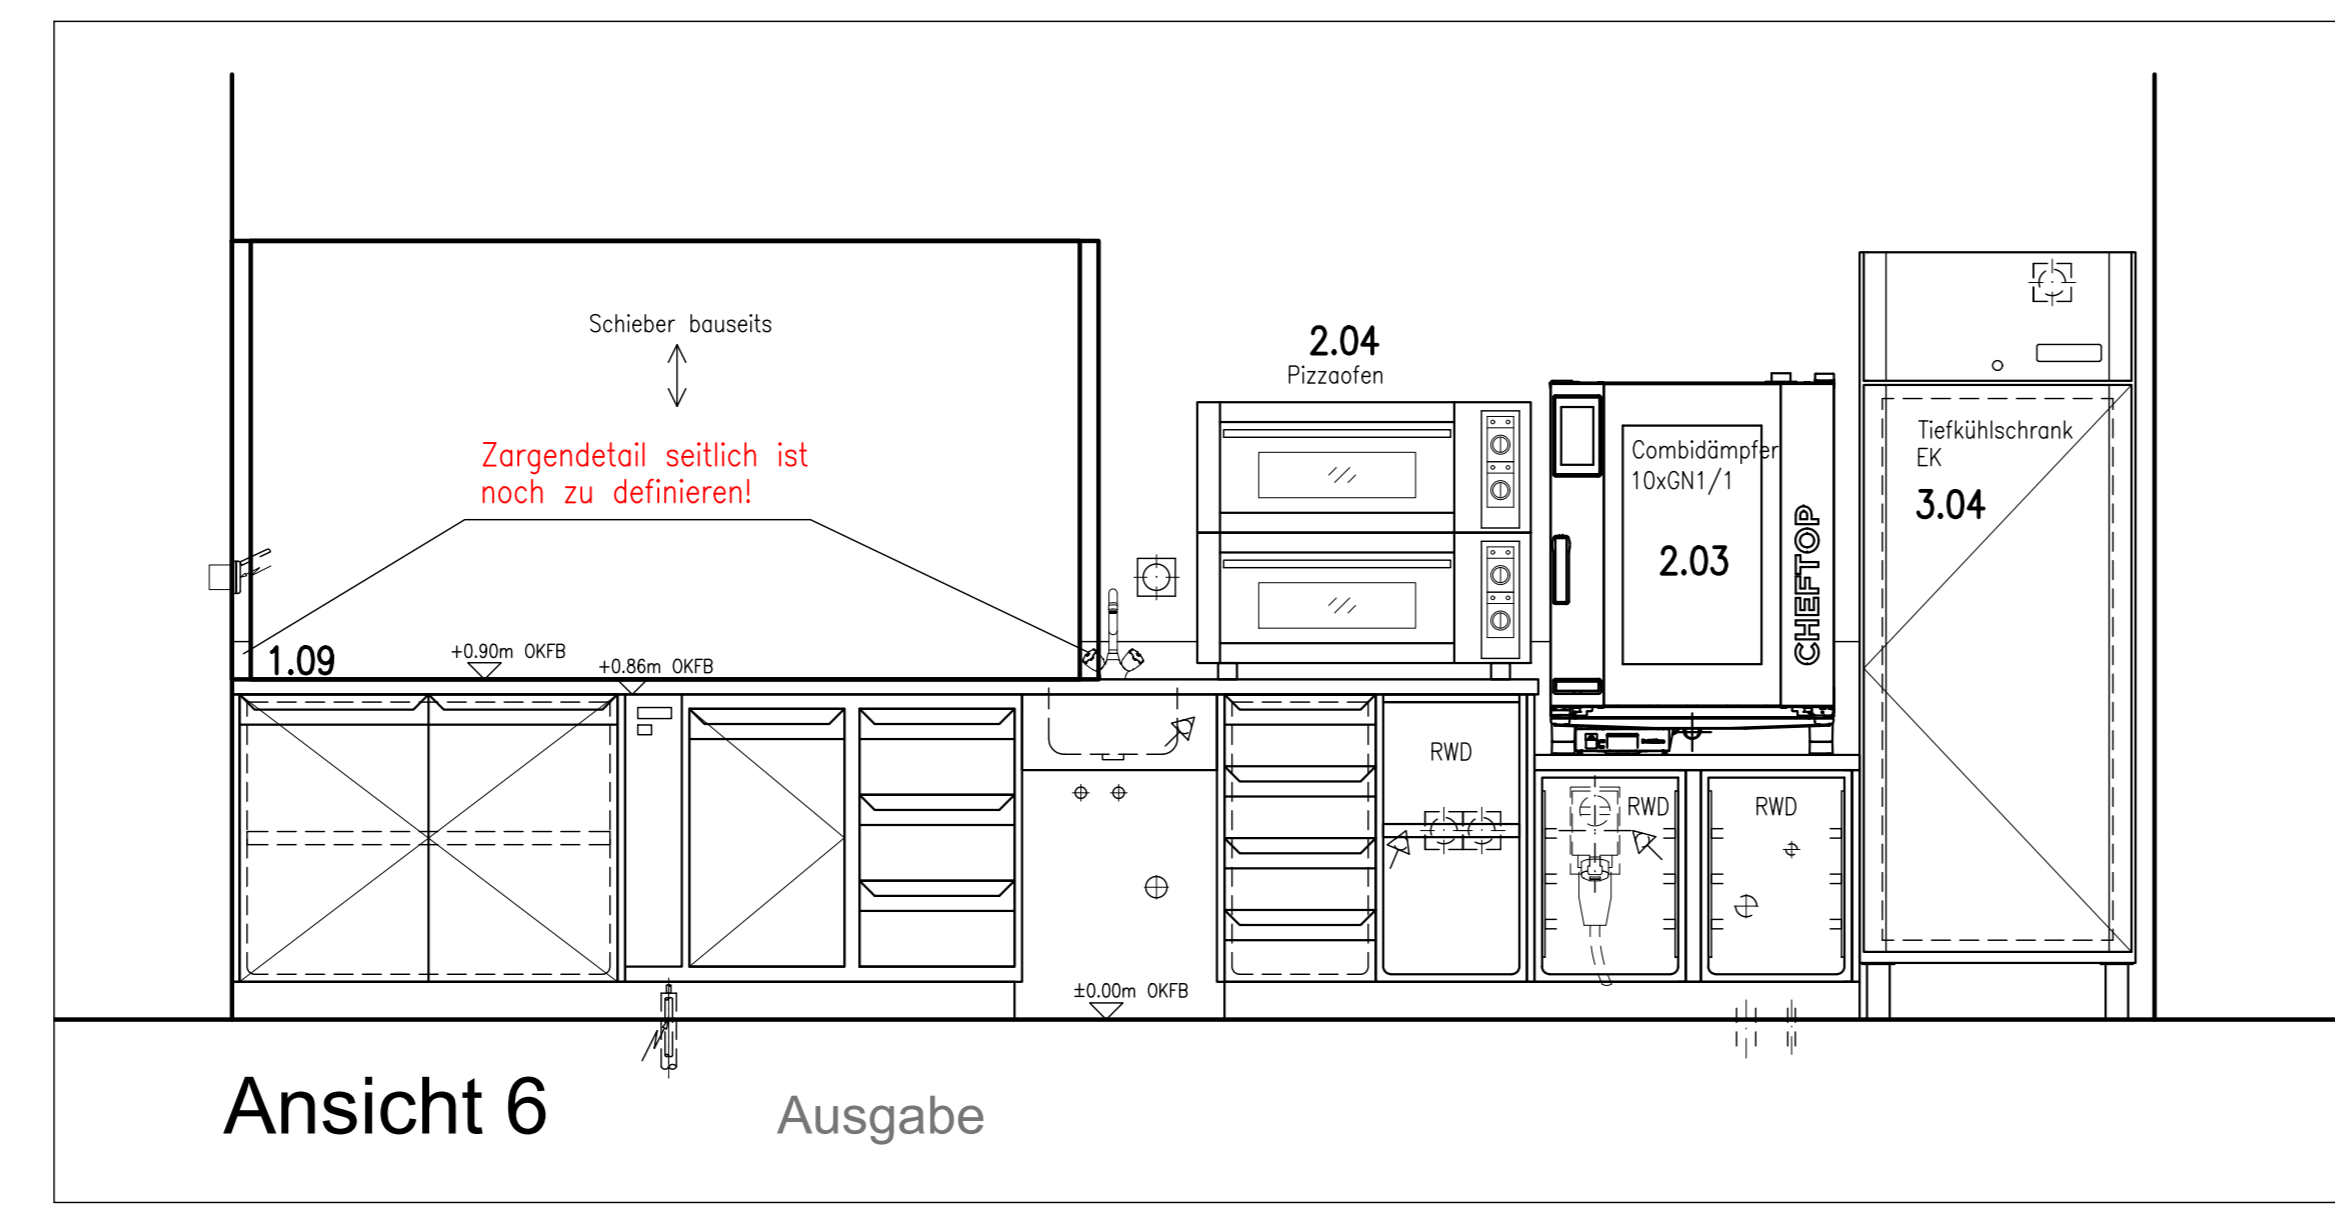 Schieber bauseits
Zargendetail seitlich ist
noch zu definieren!
2.04
Pizzaofen
Combidämpfer
10xGN1/1
2.03
CHEFTOP
Tiefkühlschrank
EK
3.04
1.09
+0.90m OKFB
+0.86m OKFB
RWD
RWD
RWD
±0.00m OKFB
Ansicht 6
Ausgabe